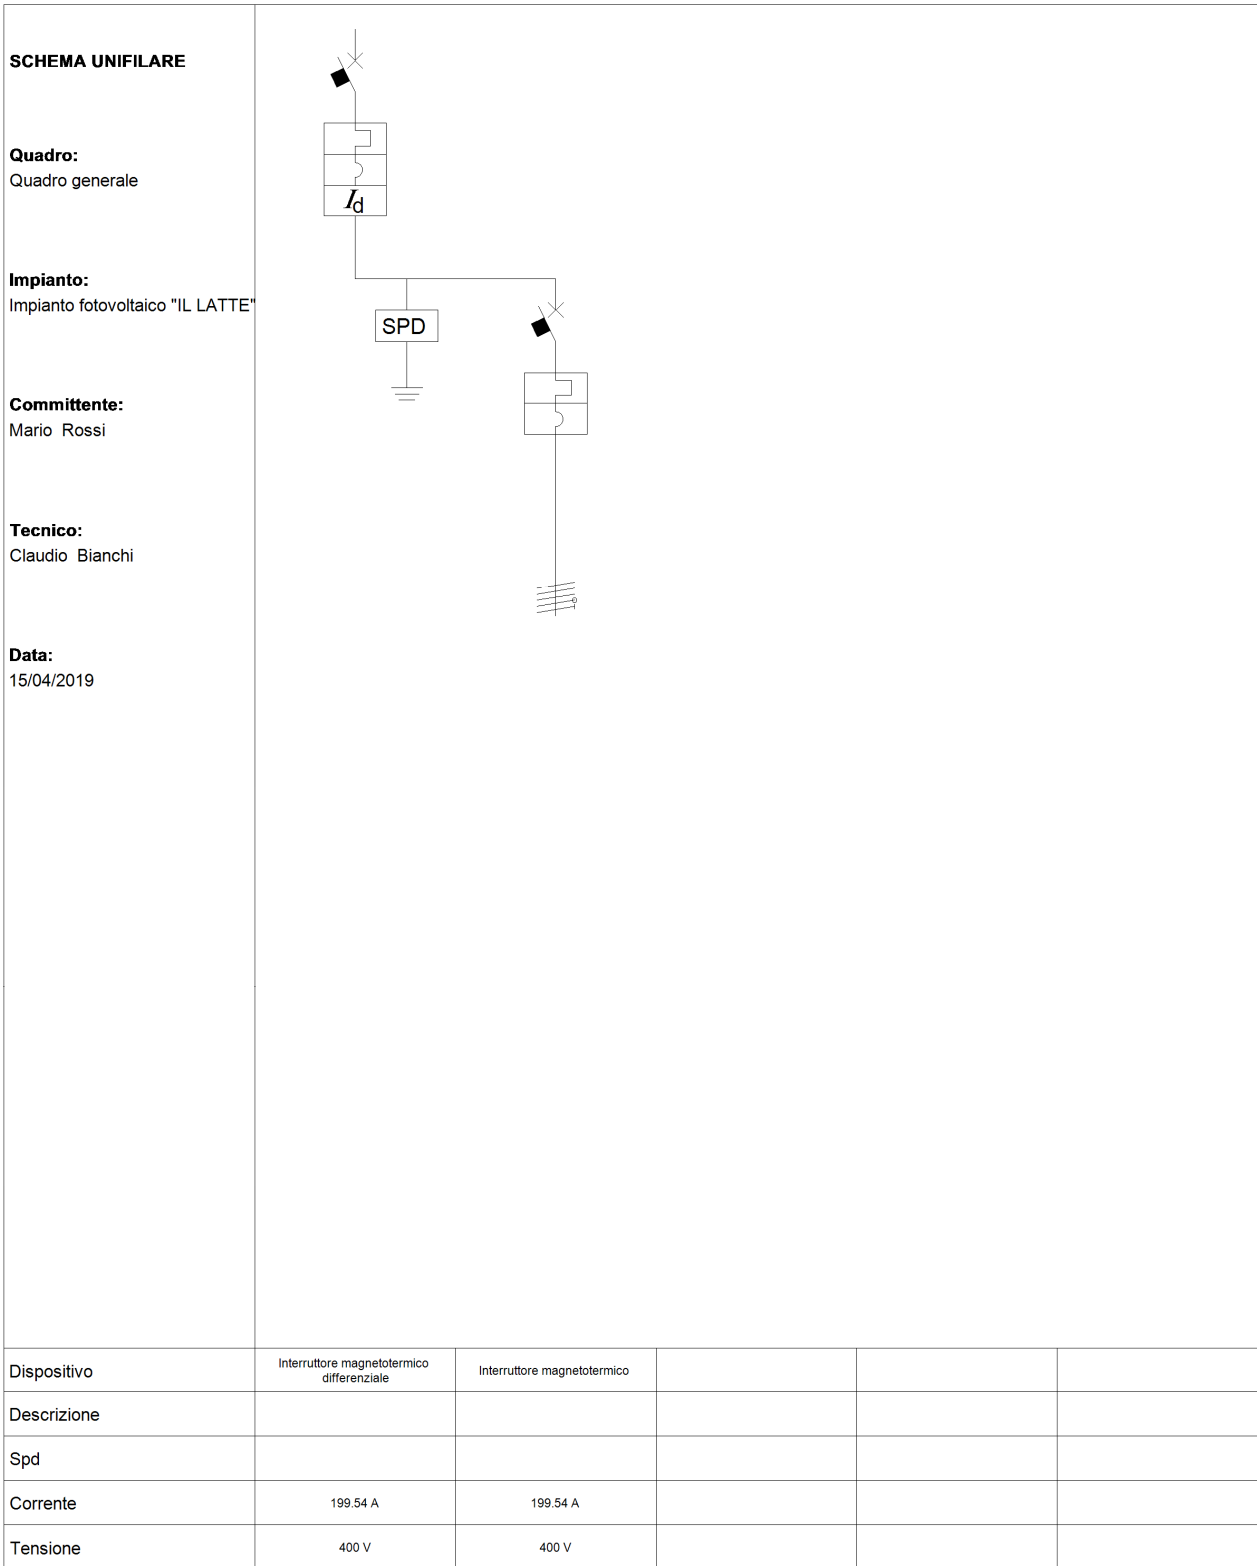 SCHEMA UNIFILARE
Quadro:
Quadro generale
Impianto:
Impianto fotovoltaico "IL LATTE"
Committente:
Mario  Rossi
Tecnico:
Claudio  Bianchi
Data:
15/04/2019
Id
SPD
Dispositivo
Interruttore magnetotermico
differenziale
Interruttore magnetotermico
Descrizione
Spd
Corrente
199.54 A
199.54 A
Tensione
400 V
400 V